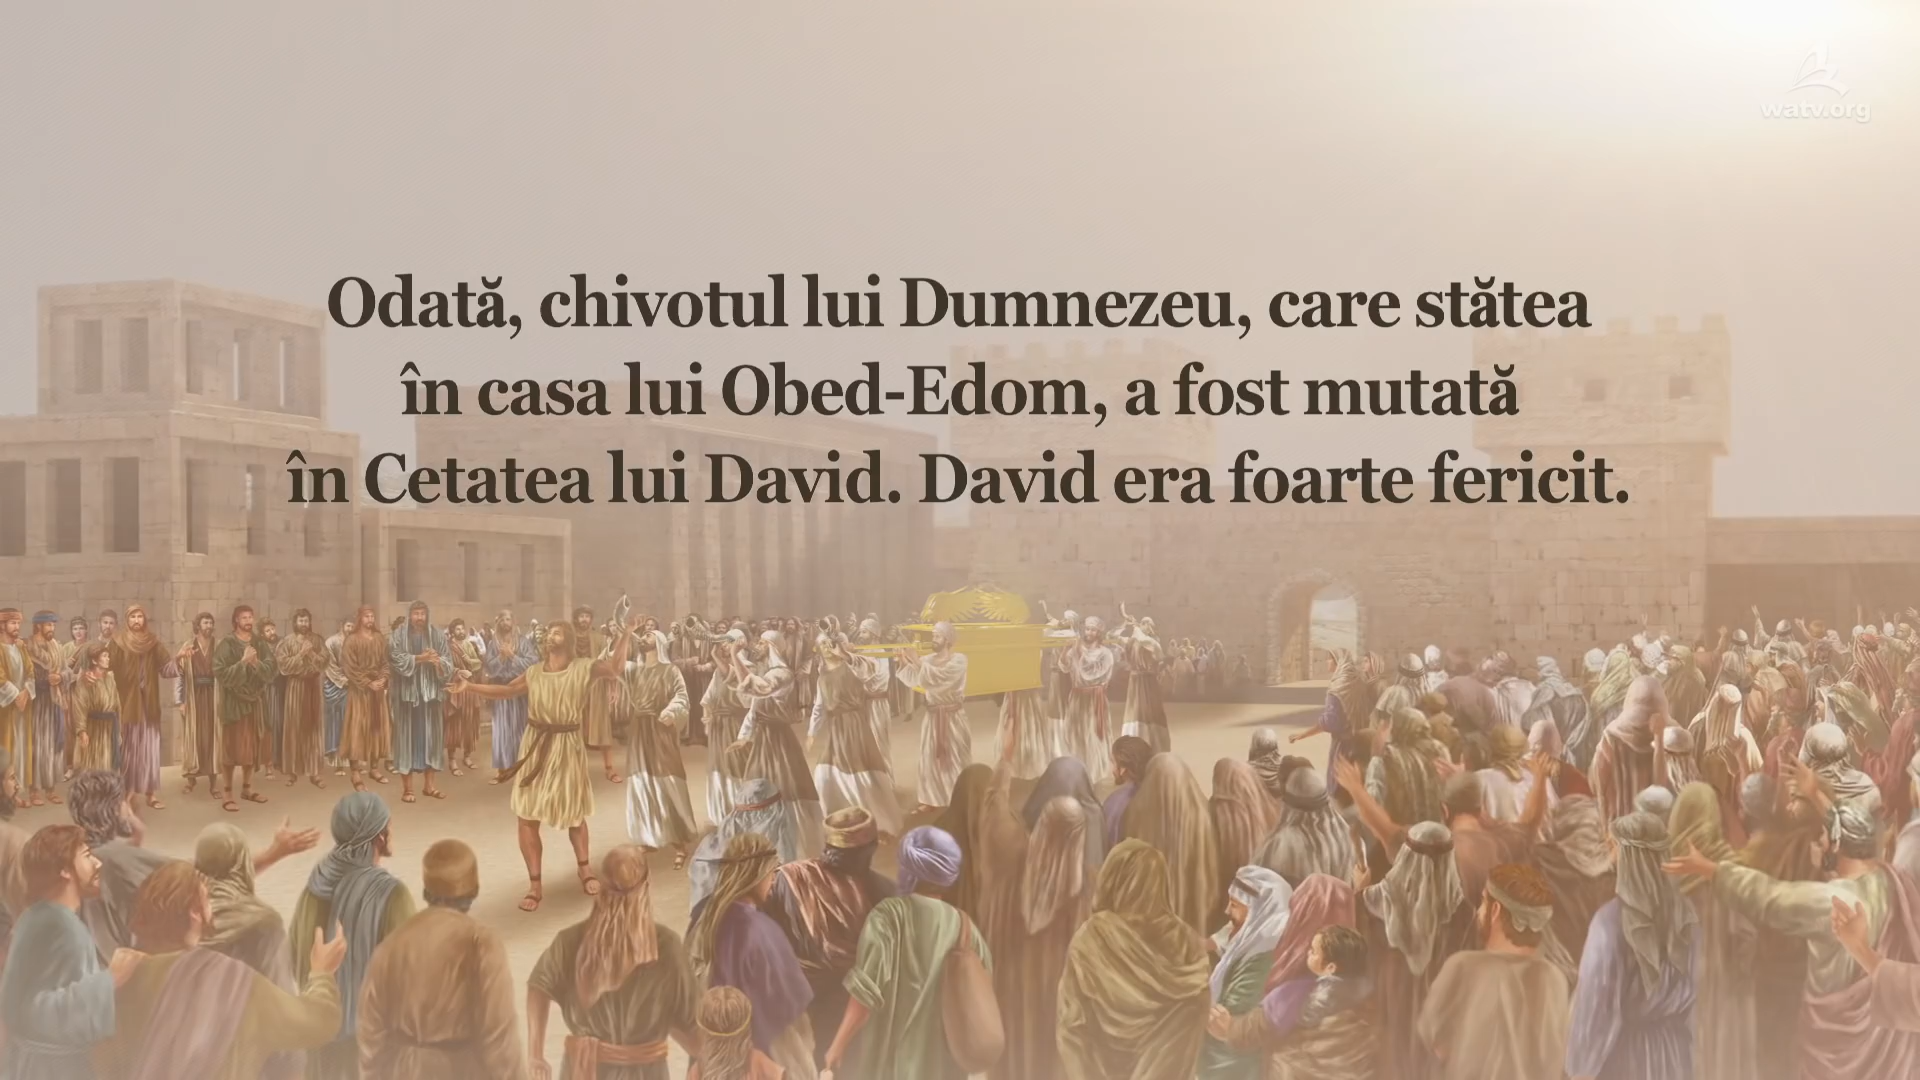 watv.org
Odată, chivotul lui Dumnezeu, care stătea
în casa lui Obed-Edom, a fost mutată
în Cetatea lui David. David era foarte fericit.